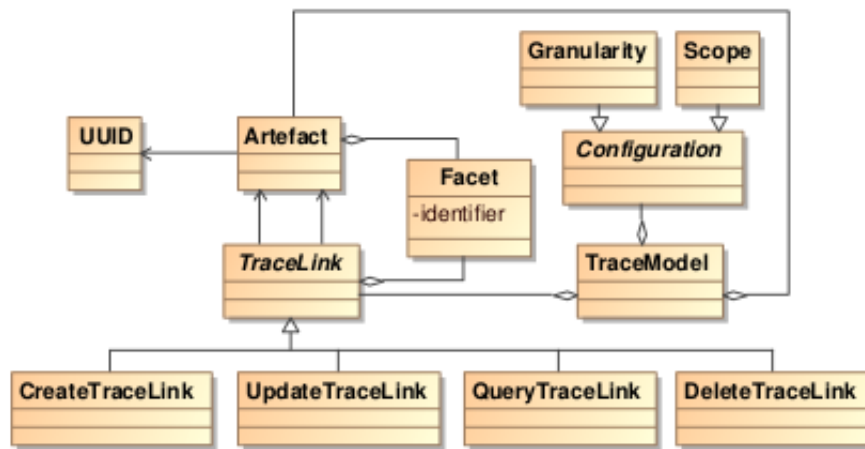 Granularity
Scope
UUID
Artefact
Configuration
Facet
-identifier
TraceLink
TraceModel
CreateTraceLink
UpdateTraceLink
QueryTraceLink
DeleteTraceLink